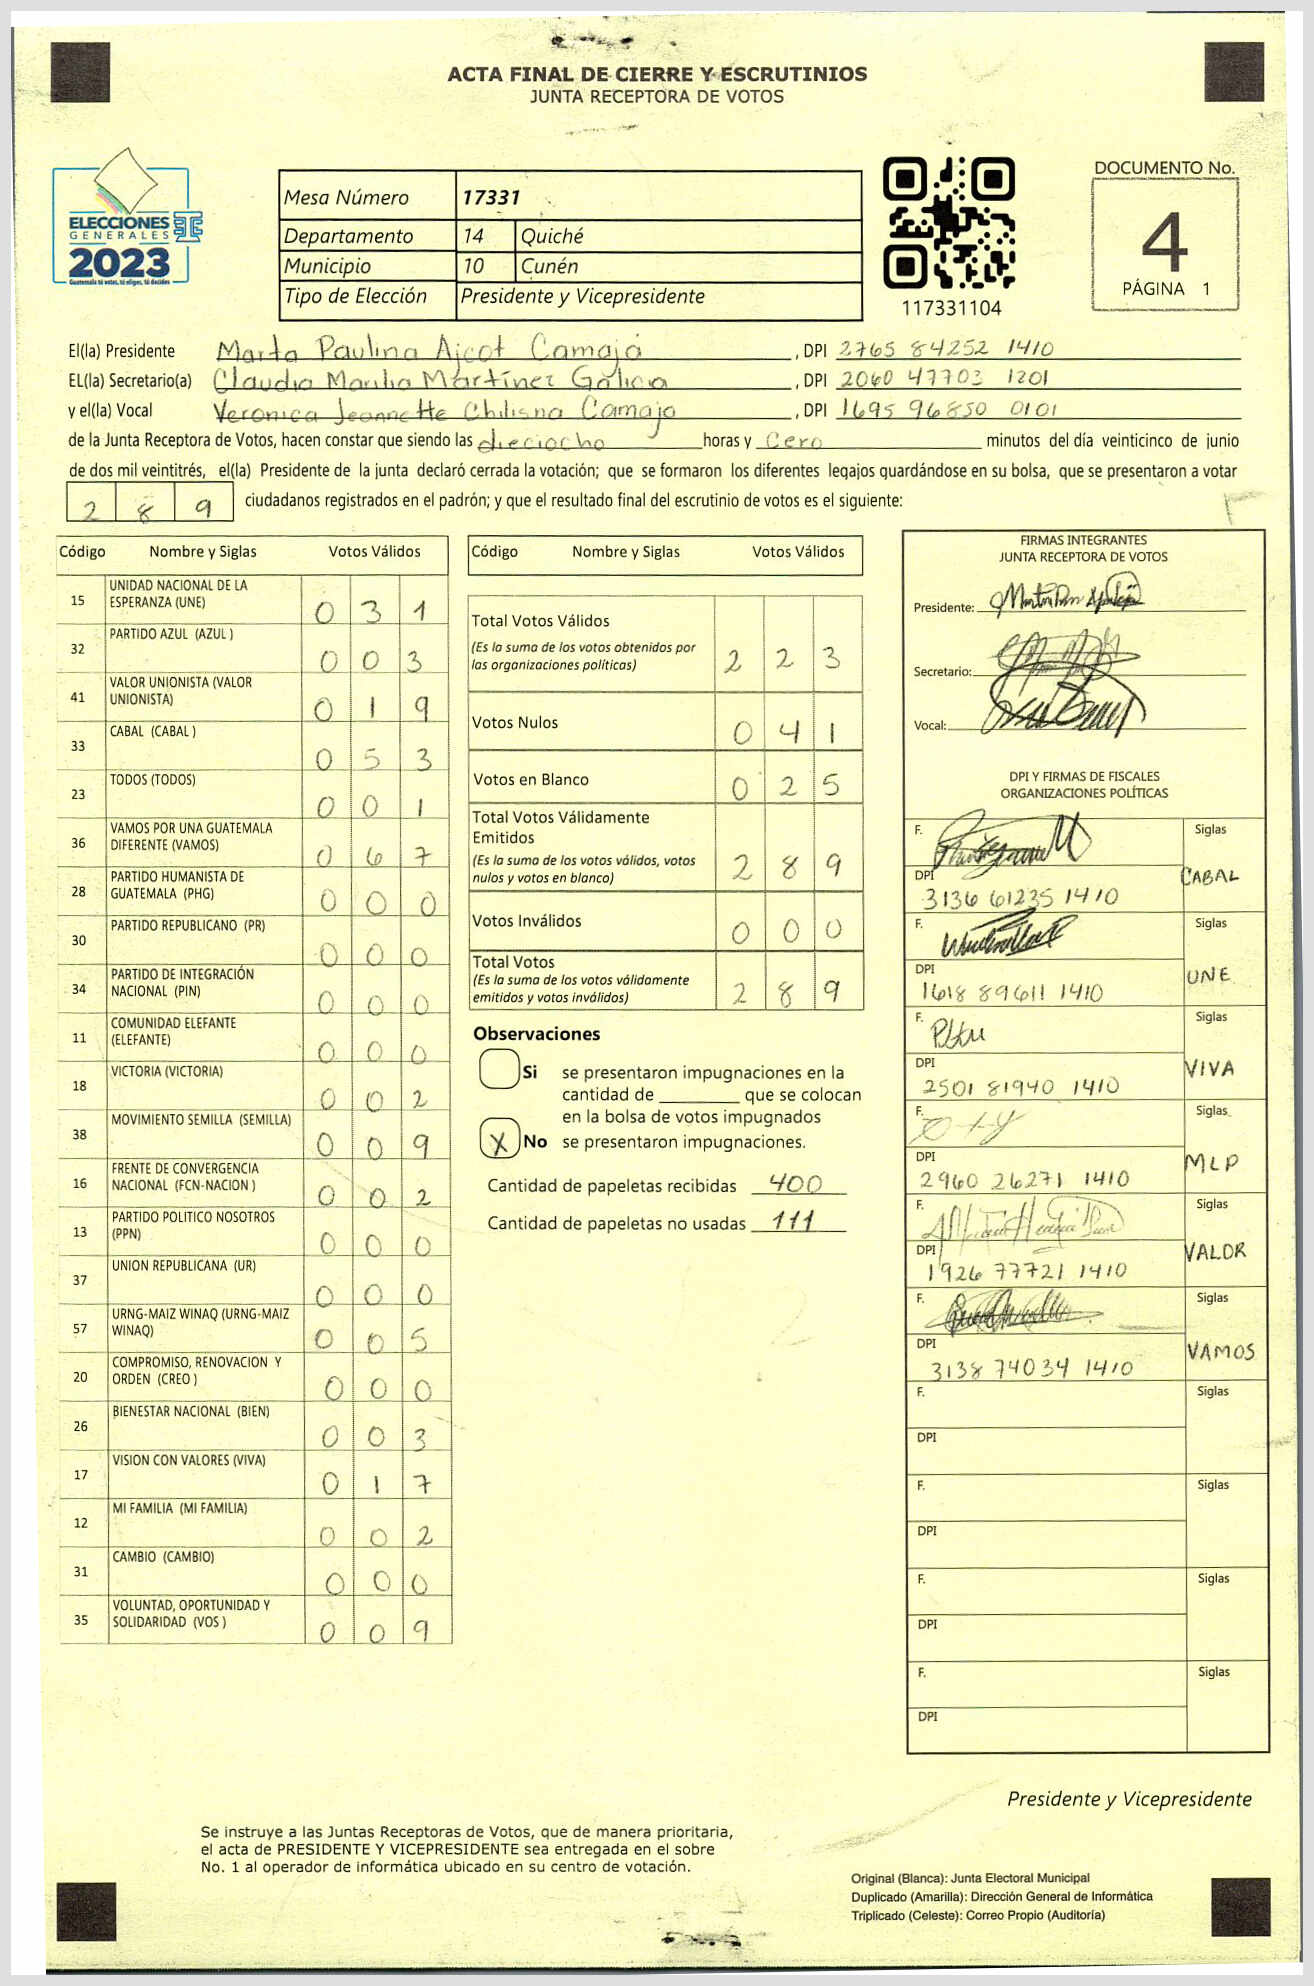 ACTA FINAL DE CIERRE Y ESCRUTINIOS
JUNTA RECEPTORA DE VOTOS
ELECCIONES
GENERALES
2023
Guatemala tú votas, tú eliges, tú decides
Mesa Número 17331
Departamento 14 Quiché
Municipio 10 Cunén
Tipo de Elección Presidente y Vicepresidente
117331104
DOCUMENTO No.
4
PÁGINA 1
El(la) Presidente Marta Paulina Ajcot Camajá , DPI 2765 84252 1410
EL(la) Secretario(a) Claudia Marilia Martínez Galicia , DPI 2060 47703 1201
y el(la) Vocal Veronica Jeannette Chilisna Camajo , DPI 1695 96850 0101
de la Junta Receptora de Votos, hacen constar que siendo las dieciocho horas y Cero minutos del día veinticinco de junio
de dos mil veintitrés, el(la) Presidente de la junta declaró cerrada la votación; que se formaron los diferentes legajos guardándose en su bolsa, que se presentaron a votar
2 8 9 ciudadanos registrados en el padrón; y que el resultado final del escrutinio de votos es el siguiente:
Código Nombre y Siglas Votos Válidos
15 UNIDAD NACIONAL DE LA ESPERANZA (UNE) 0 3 1
32 PARTIDO AZUL (AZUL ) 0 0 3
41 VALOR UNIONISTA (VALOR UNIONISTA) 0 1 9
33 CABAL (CABAL ) 0 5 3
23 TODOS (TODOS) 0 0 1
36 VAMOS POR UNA GUATEMALA DIFERENTE (VAMOS) 0 6 7
28 PARTIDO HUMANISTA DE GUATEMALA (PHG) 0 0 0
30 PARTIDO REPUBLICANO (PR) 0 0 0
34 PARTIDO DE INTEGRACIÓN NACIONAL (PIN) 0 0 0
11 COMUNIDAD ELEFANTE (ELEFANTE) 0 0 0
18 VICTORIA (VICTORIA) 0 0 2
38 MOVIMIENTO SEMILLA (SEMILLA) 0 0 9
16 FRENTE DE CONVERGENCIA NACIONAL (FCN-NACION ) 0 0 2
13 PARTIDO POLITICO NOSOTROS (PPN) 0 0 0
37 UNION REPUBLICANA (UR) 0 0 0
57 URNG-MAIZ WINAQ (URNG-MAIZ WINAQ) 0 0 5
20 COMPROMISO, RENOVACION Y ORDEN (CREO ) 0 0 0
26 BIENESTAR NACIONAL (BIEN) 0 0 3
17 VISION CON VALORES (VIVA) 0 1 7
12 MI FAMILIA (MI FAMILIA) 0 0 2
31 CAMBIO (CAMBIO) 0 0 0
35 VOLUNTAD, OPORTUNIDAD Y SOLIDARIDAD (VOS ) 0 0 9
Código Nombre y Siglas Votos Válidos
Total Votos Válidos
(Es la suma de los votos obtenidos por
las organizaciones políticas) 2 2 3
Votos Nulos 0 4 1
Votos en Blanco 0 2 5
Total Votos Válidamente
Emitidos
(Es la suma de los votos válidos, votos
nulos y votos en blanco) 2 8 9
Votos Inválidos 0 0 0
Total Votos
(Es la suma de los votos válidamente
emitidos y votos inválidos) 2 8 9
Observaciones
Si se presentaron impugnaciones en la
cantidad de ________ que se colocan
en la bolsa de votos impugnados
X No se presentaron impugnaciones.
Cantidad de papeletas recibidas 400
Cantidad de papeletas no usadas 111
FIRMAS INTEGRANTES
JUNTA RECEPTORA DE VOTOS
Presidente:
Secretario:
Vocal:
DPI Y FIRMAS DE FISCALES
ORGANIZACIONES POLÍTICAS
F. Siglas
DPI 3136 61235 1410 CABAL
F. Siglas
DPI 1618 89611 1410 UNE
F. Siglas
DPI 2501 81940 1410 VIVA
F. Siglas
DPI 2960 26271 1410 MLP
F. Siglas
DPI 1926 77721 1410 VALOR
F. Siglas
DPI 3138 74034 1410 VAMOS
F. Siglas
DPI
F. Siglas
DPI
F. Siglas
DPI
F. Siglas
DPI
Presidente y Vicepresidente
Se instruye a las Juntas Receptoras de Votos, que de manera prioritaria,
el acta de PRESIDENTE Y VICEPRESIDENTE sea entregada en el sobre
No. 1 al operador de informática ubicado en su centro de votación.
Original (Blanca): Junta Electoral Municipal
Duplicado (Amarilla): Dirección General de Informática
Triplicado (Celeste): Correo Propio (Auditoría)